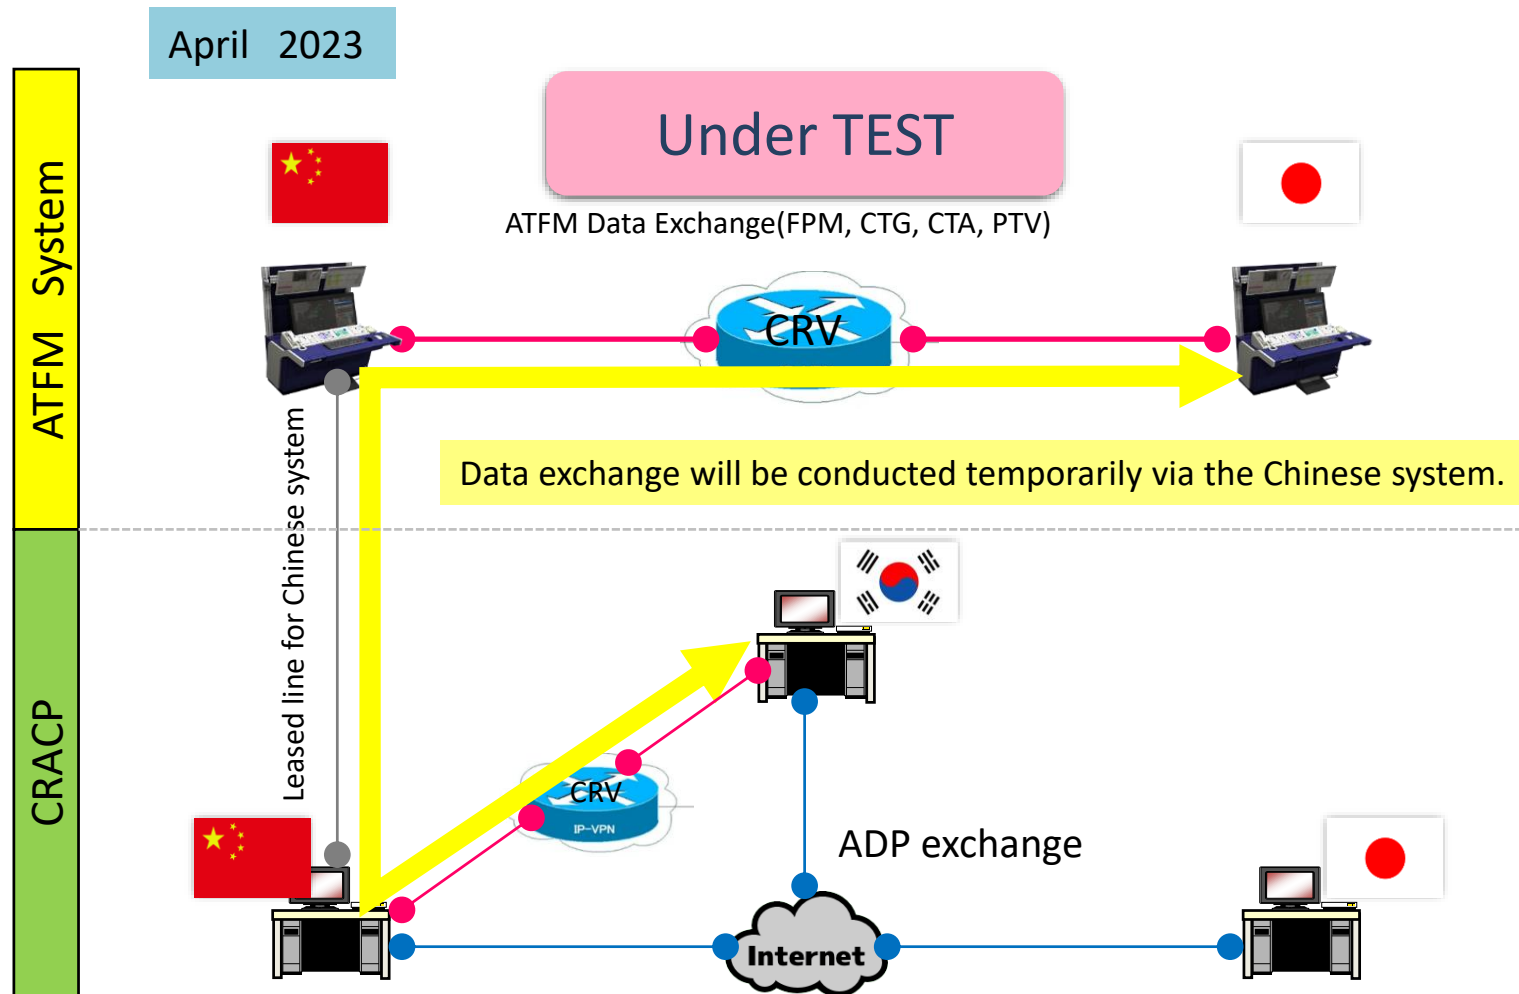 April 2023
Under TEST
ATFM Data Exchange(FPM, CTG, CTA, PTV)
ATFM System
CRV
Data exchange will be conducted temporarily via the Chinese system.
Leased line for Chinese system
CRACP
CRV
IP-VPN
ADP exchange
Internet